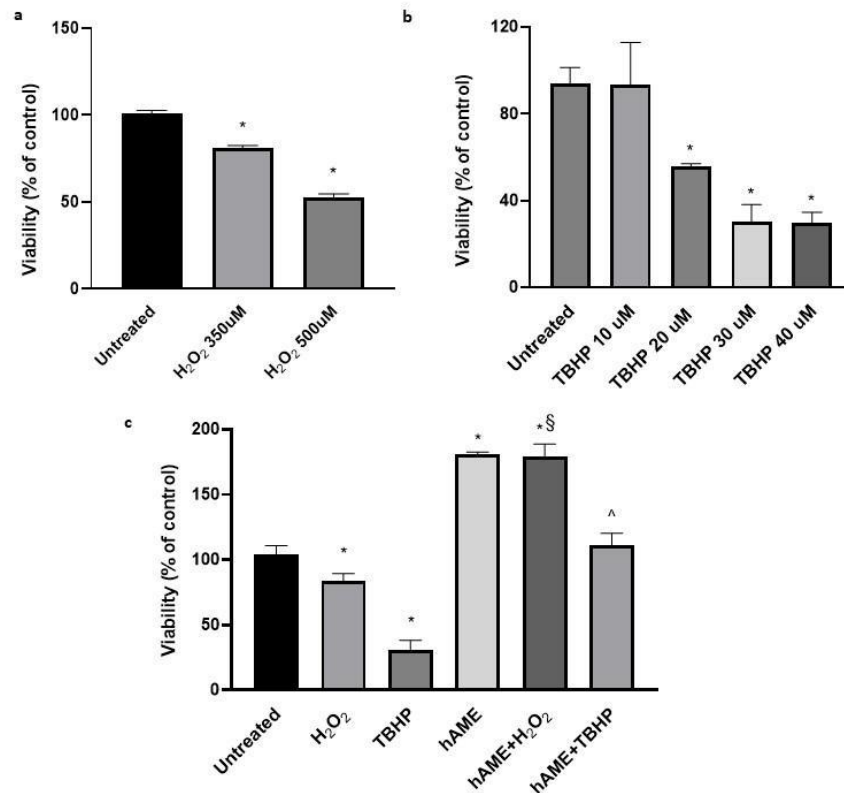 a
150
100
50
0
Viability (% of control)
*
*
Untreated
H₂O₂ 350uM
H₂O₂ 500uM
b
120
80
40
0
Viability (% of control)
*
*
*
Untreated
TBHP 10 uM
TBHP 20 uM
TBHP 30 uM
TBHP 40 uM
c
200
150
100
50
0
Viability (% of control)
*
*
*
*§
^
Untreated
H₂O₂
TBHP
hAME
hAME+H₂O₂
hAME+TBHP